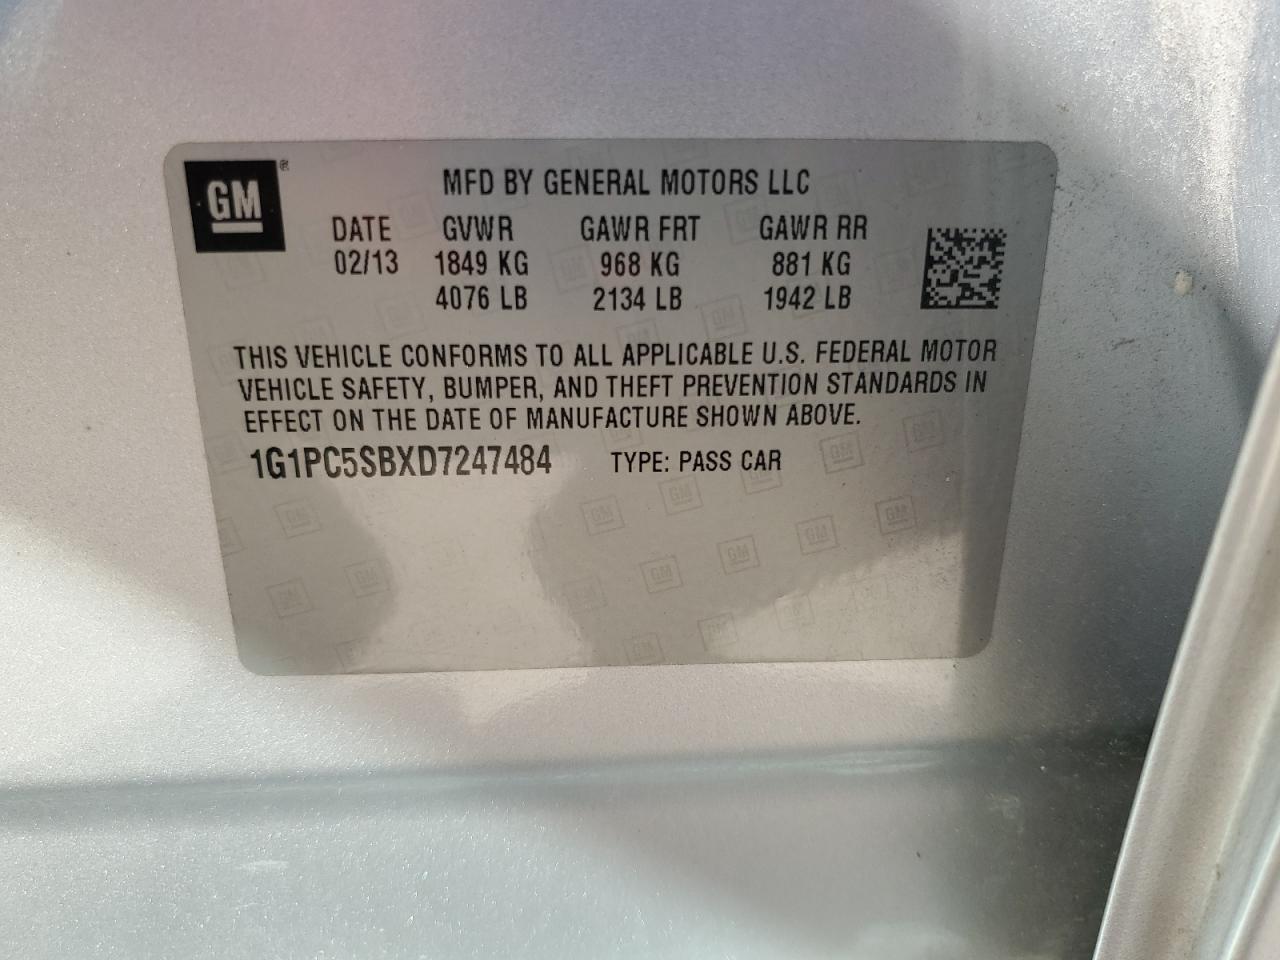 GM ®
MFD BY GENERAL MOTORS LLC
DATE GVWR GAWR FRT GAWR RR
02/13 1849 KG 968 KG 881 KG
4076 LB 2134 LB 1942 LB
THIS VEHICLE CONFORMS TO ALL APPLICABLE U.S. FEDERAL MOTOR
VEHICLE SAFETY, BUMPER, AND THEFT PREVENTION STANDARDS IN
EFFECT ON THE DATE OF MANUFACTURE SHOWN ABOVE.
1G1PC5SBXD7247484 TYPE: PASS CAR